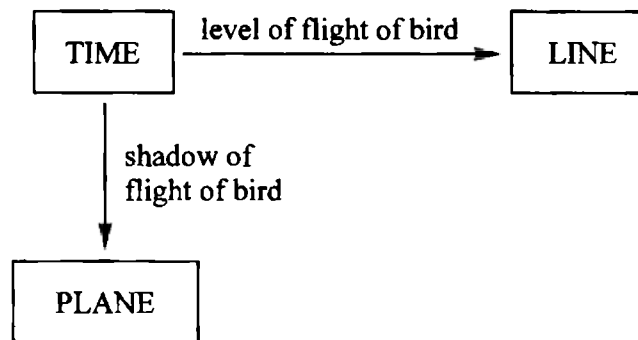 TIME
level of flight of bird
LINE
shadow of
flight of bird
PLANE